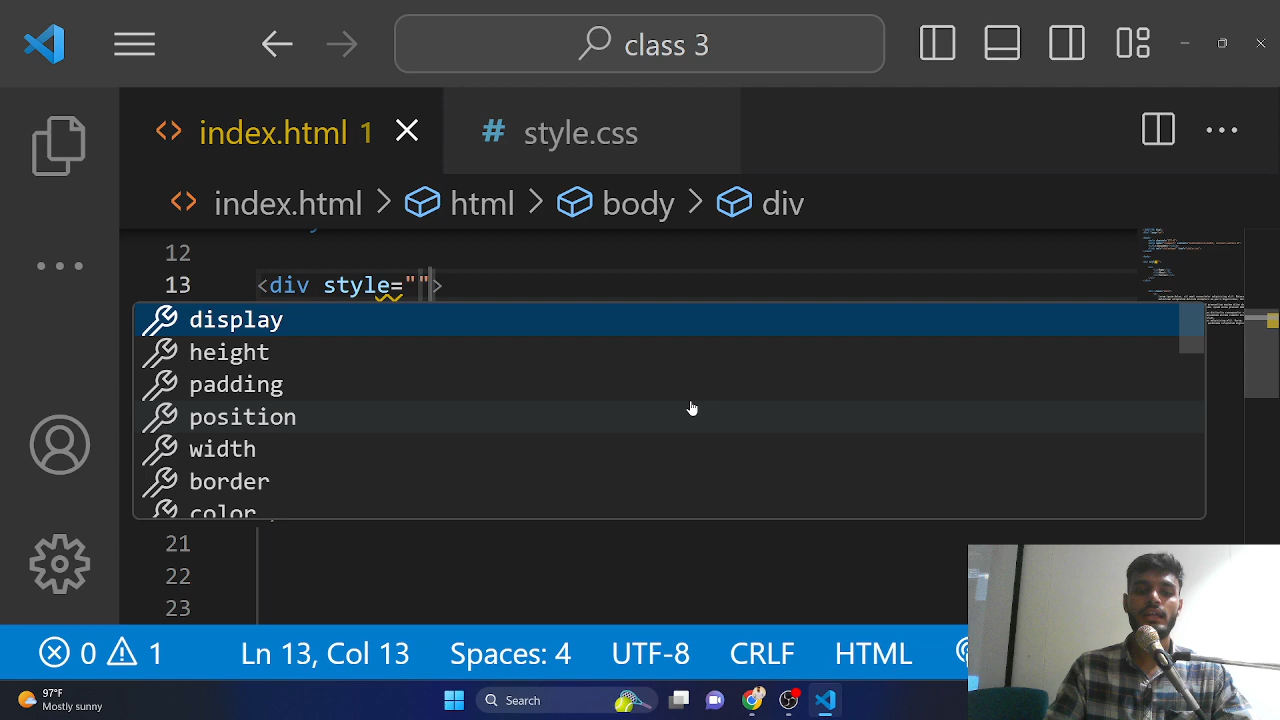 class 3
index.html 1
# style.css
index.html > html > body > div
12
13 <div style="">
display
height
padding
position
width
border
color
21
22
23
0 1 Ln 13, Col 13 Spaces: 4 UTF-8 CRLF HTML
97°F
Mostly sunny
Search